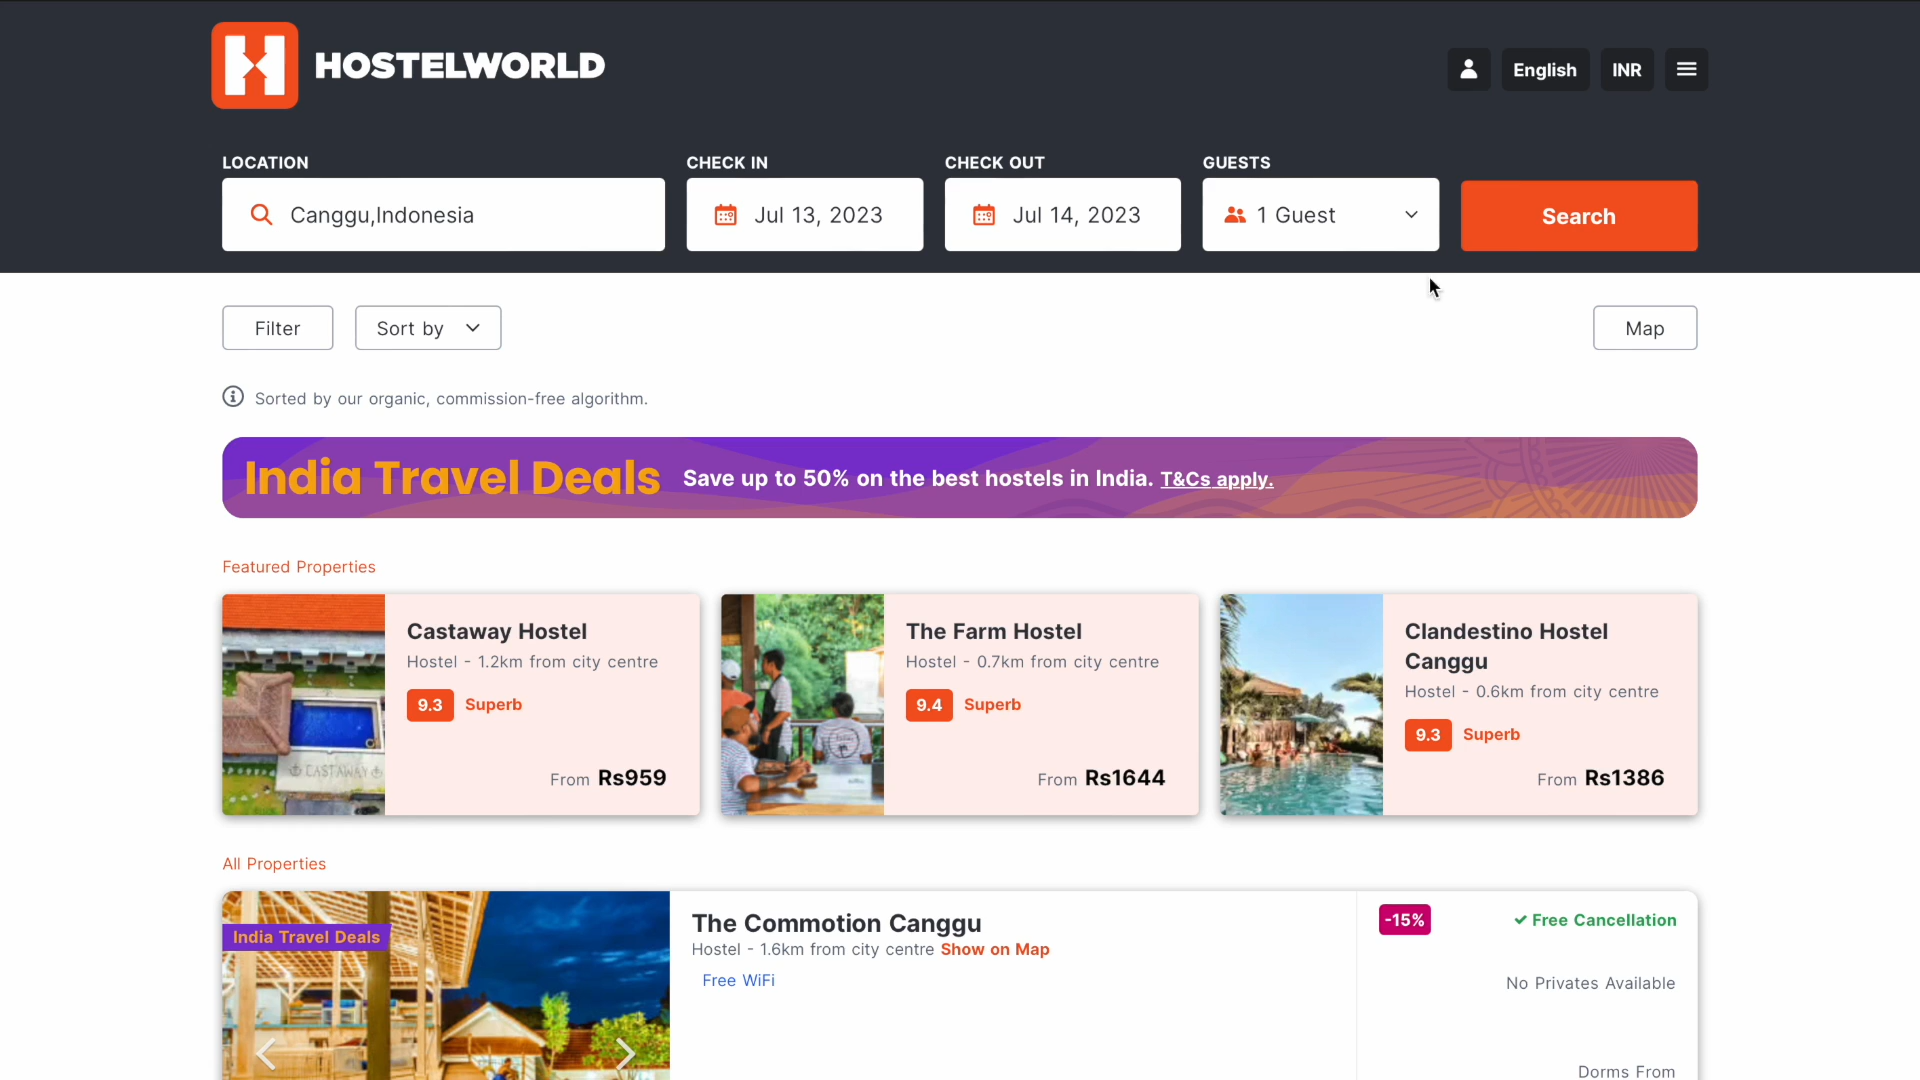 HOSTELWORLD
English
INR
LOCATION
CHECK IN
CHECK OUT
GUESTS
Canggu,Indonesia
Jul 13, 2023
Jul 14, 2023
1 Guest
Search
Filter
Sort by
Map
Sorted by our organic, commission-free algorithm.
India Travel Deals
Save up to 50% on the best hostels in India. T&Cs apply.
Featured Properties
Castaway Hostel
Hostel - 1.2km from city centre
9.3 Superb
From Rs959
CASTAWAY
The Farm Hostel
Hostel - 0.7km from city centre
9.4 Superb
From Rs1644
Clandestino Hostel
Canggu
Hostel - 0.6km from city centre
9.3 Superb
From Rs1386
All Properties
India Travel Deals
The Commotion Canggu
Hostel - 1.6km from city centre Show on Map
Free WiFi
-15%
Free Cancellation
No Privates Available
Dorms From